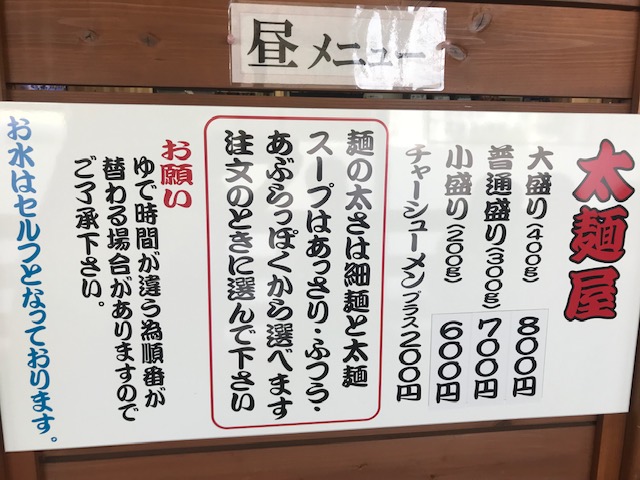 昼メニュー
太麺屋
大盛り(400g) 800円
普通盛り(300g) 700円
小盛り(200g) 600円
チャーシューメンプラス200円
麺の太さは細麺と太麺
スープはあっさり・ふつう・
あぶらっぽくから選べます
注文のときに選んで下さい
お願い
ゆで時間が違う為順番が
替わる場合がありますので
ご了承下さい。
お水はセルフとなっております。